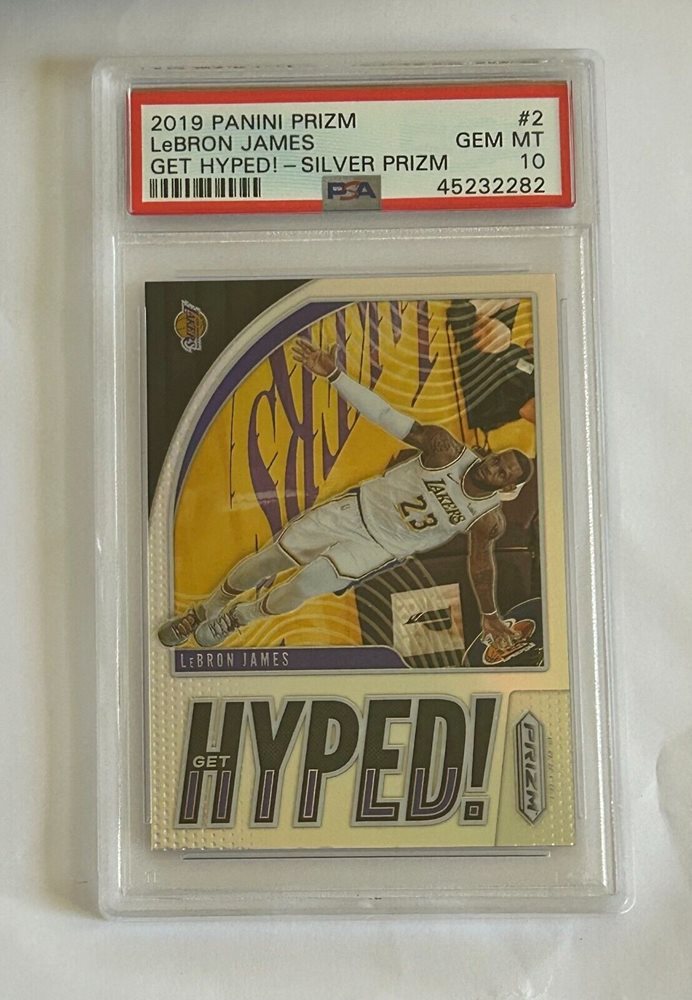 2019 PANINI PRIZM #2
LeBRON JAMES GEM MT
GET HYPED! – SILVER PRIZM 10
PSA 45232282
LAKERS
LAKERS
23
LeBRON JAMES
GET
HYPED!
PRIZM